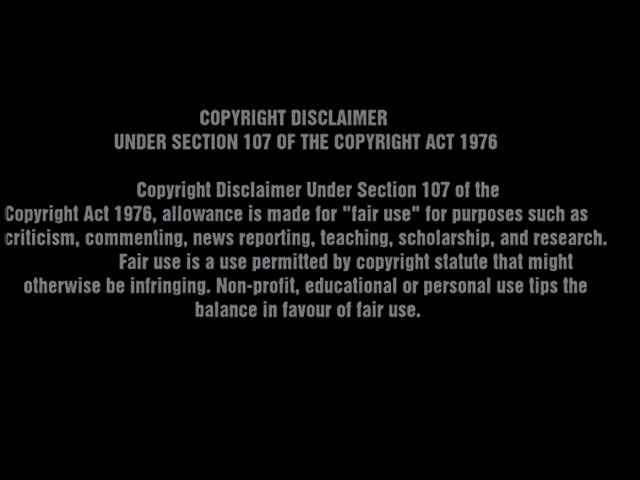 COPYRIGHT DISCLAIMER
UNDER SECTION 107 OF THE COPYRIGHT ACT 1976
Copyright Disclaimer Under Section 107 of the
Copyright Act 1976, allowance is made for "fair use" for purposes such as
criticism, commenting, news reporting, teaching, scholarship, and research.
Fair use is a use permitted by copyright statute that might
otherwise be infringing. Non-profit, educational or personal use tips the
balance in favour of fair use.